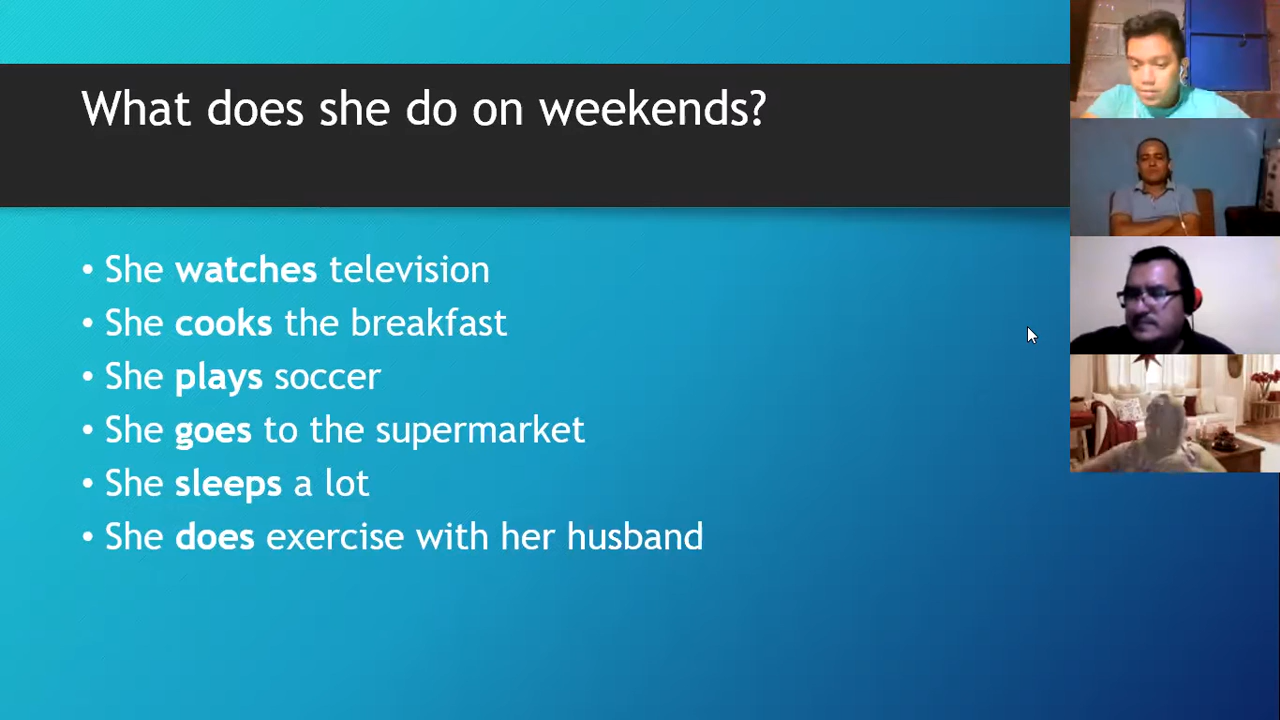 What does she do on weekends?
• She watches television
• She cooks the breakfast
• She plays soccer
• She goes to the supermarket
• She sleeps a lot
• She does exercise with her husband